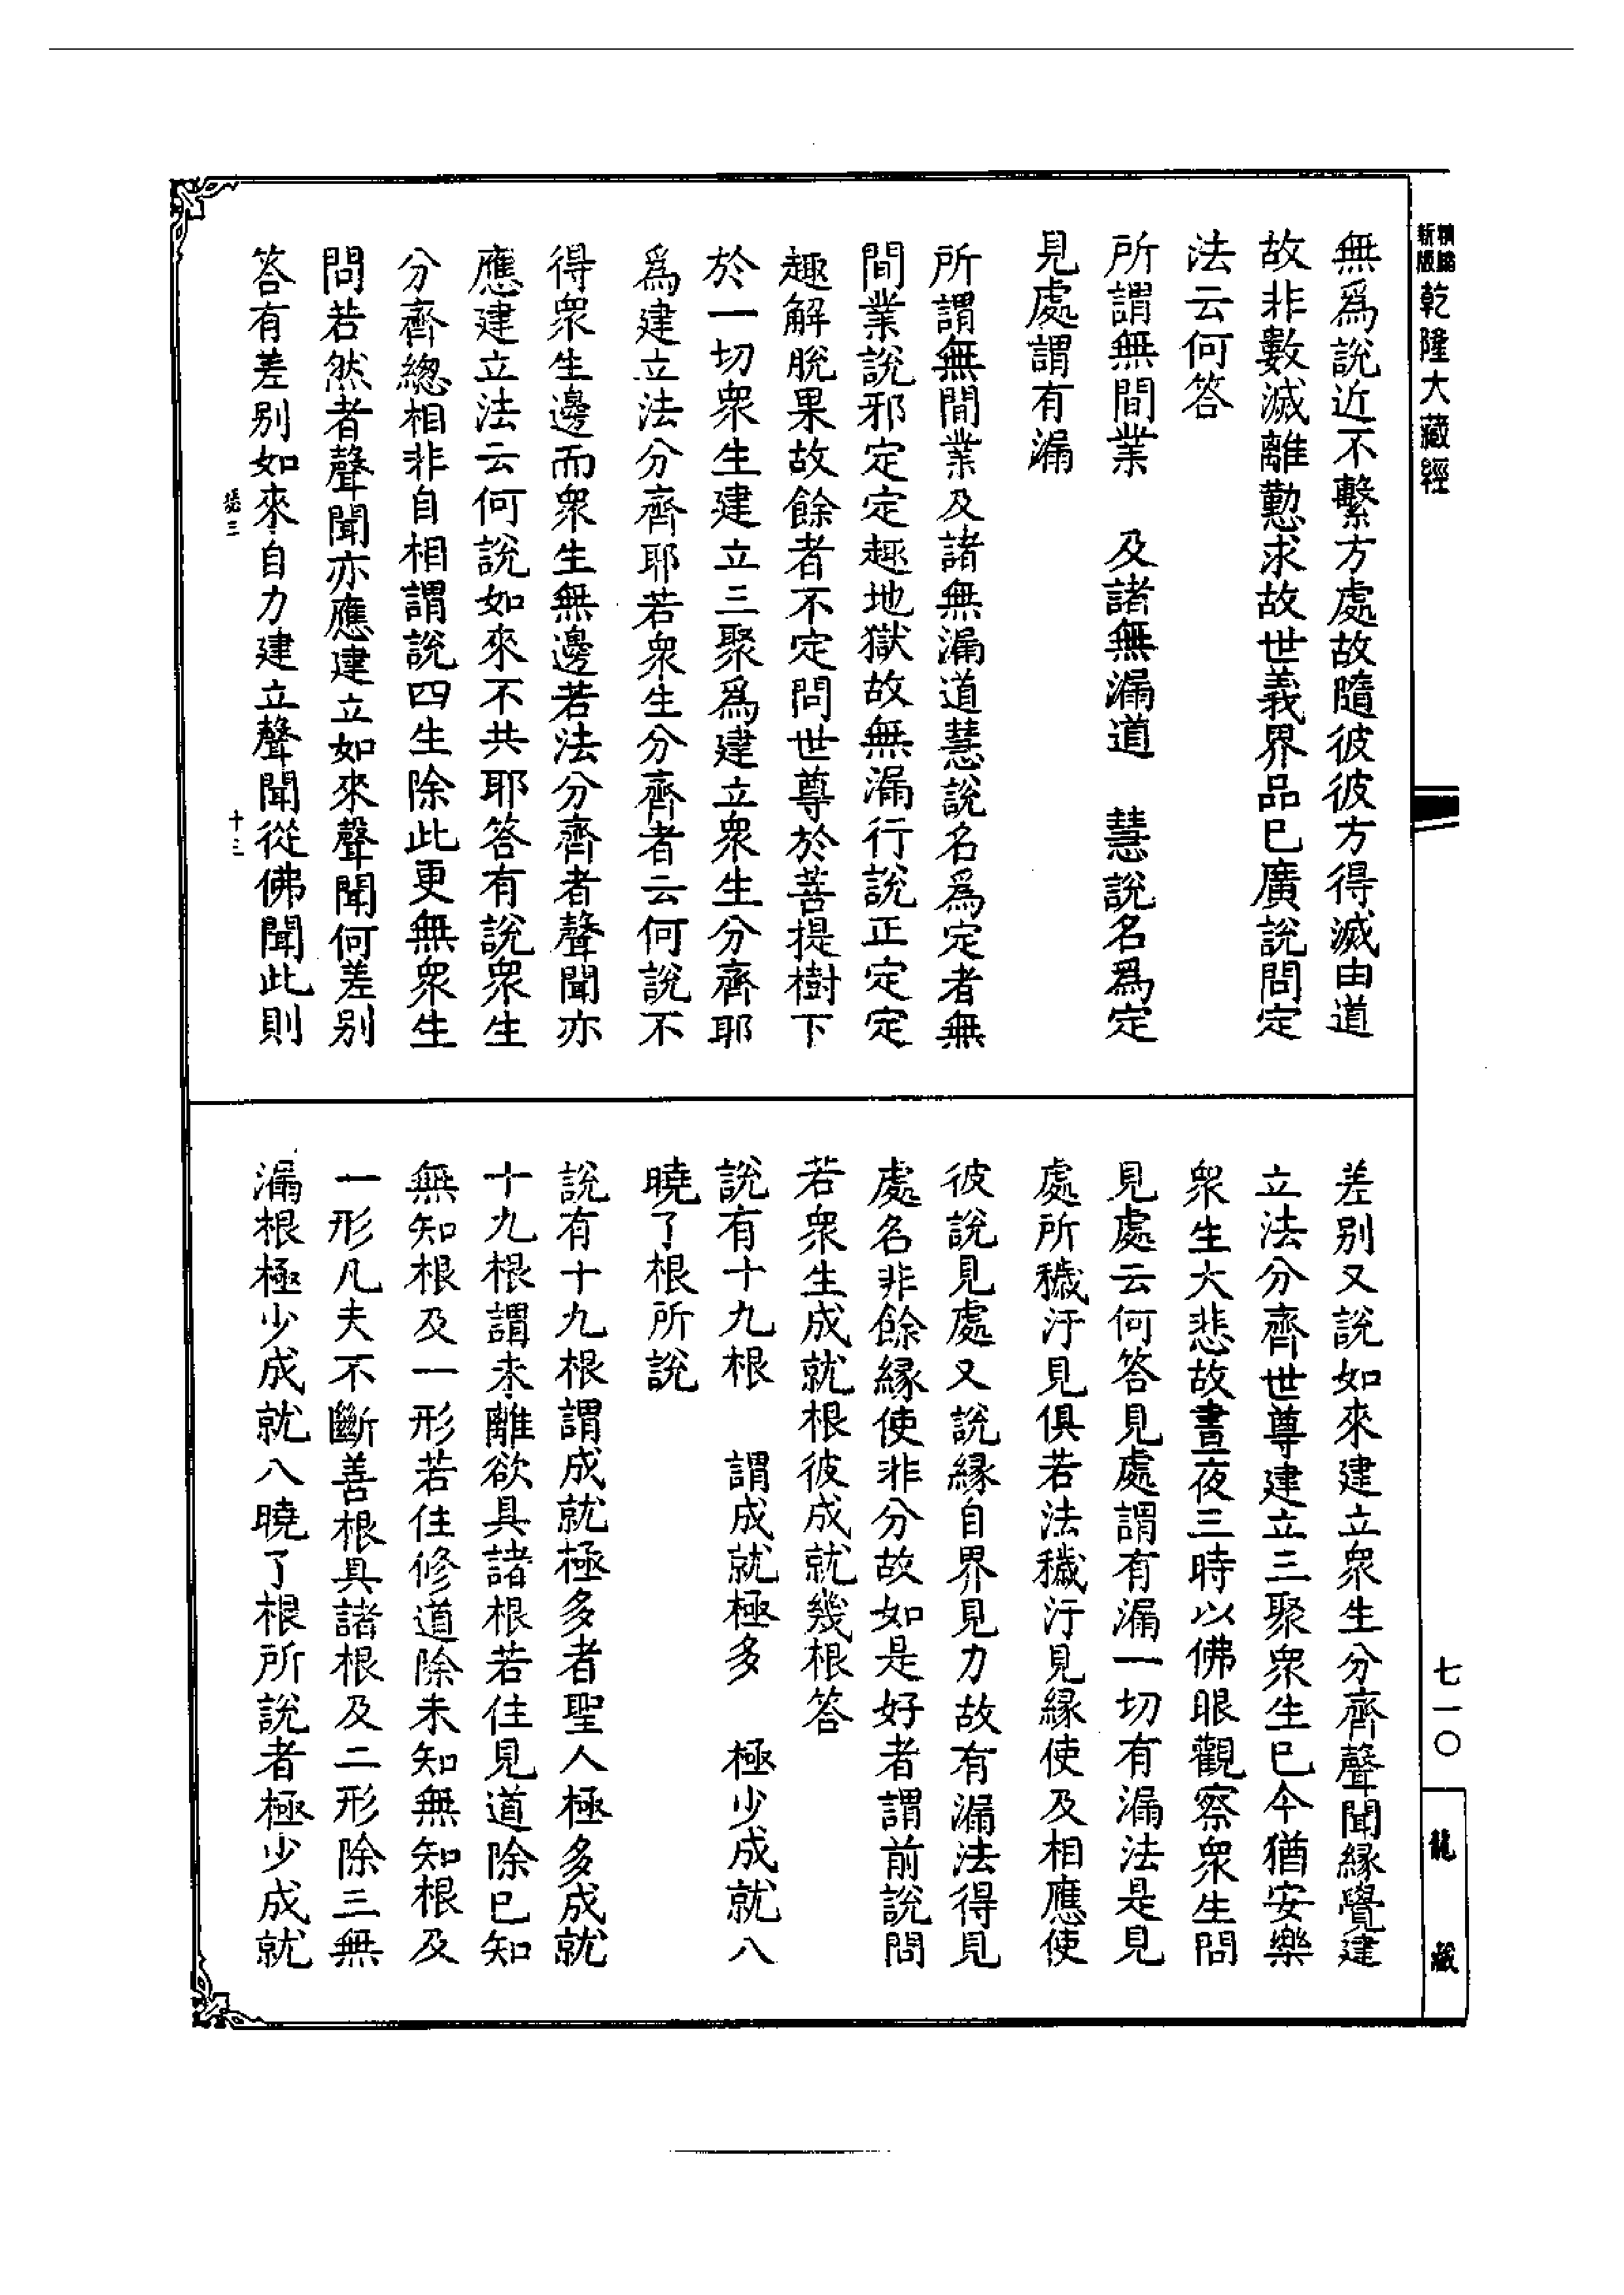 新版
乾隆大藏經
無爲說近不繫方處故隨彼彼方得滅由道
故非數滅離懃求故世義界品已廣說問定
法云何答
所謂無間業　及諸無漏道　慧說名爲定
見處謂有漏
所謂無間業及諸無漏道慧說名爲定者無
間業說邪定定趣地獄故無漏行說正定定
趣解脫果故餘者不定問世尊於菩提樹下
於一切衆生建立三聚爲建立衆生分齊耶
爲建立法分齊耶若衆生分齊者云何說不
得衆生邊而衆生無邊若法分齊者聲聞亦
應建立法云何說如來不共耶答有說衆生
分齊總相非自相謂說四生除此更無衆生
問若然者聲聞亦應建立如來聲聞何差別
答有差別如來自力建立聲聞從佛聞此則
十三
差別又說如來建立衆生分齊聲聞緣覺建
立法分齊世尊建立三聚衆生已今猶安樂
衆生大悲故晝夜三時以佛眼觀察衆生問
見處云何答見處謂有漏一切有漏法是見
處所穢汙見俱若法穢汙見緣使及相應使
彼說見處又說緣自界見力故有漏法得見
處名非餘緣使非分故如是好者謂前說問
若衆生成就根彼成就幾根答
說有十九根　謂成就極多　極少成就八
曉了根所說
說有十九根謂成就極多者聖人極多成就
十九根謂未離欲具諸根若住見道除已知
無知根及一形若住修道除未知無知根及
一形凡夫不斷善根具諸根及二形除三無
漏根極少成就八曉了根所說者極少成就
七一〇
龍藏